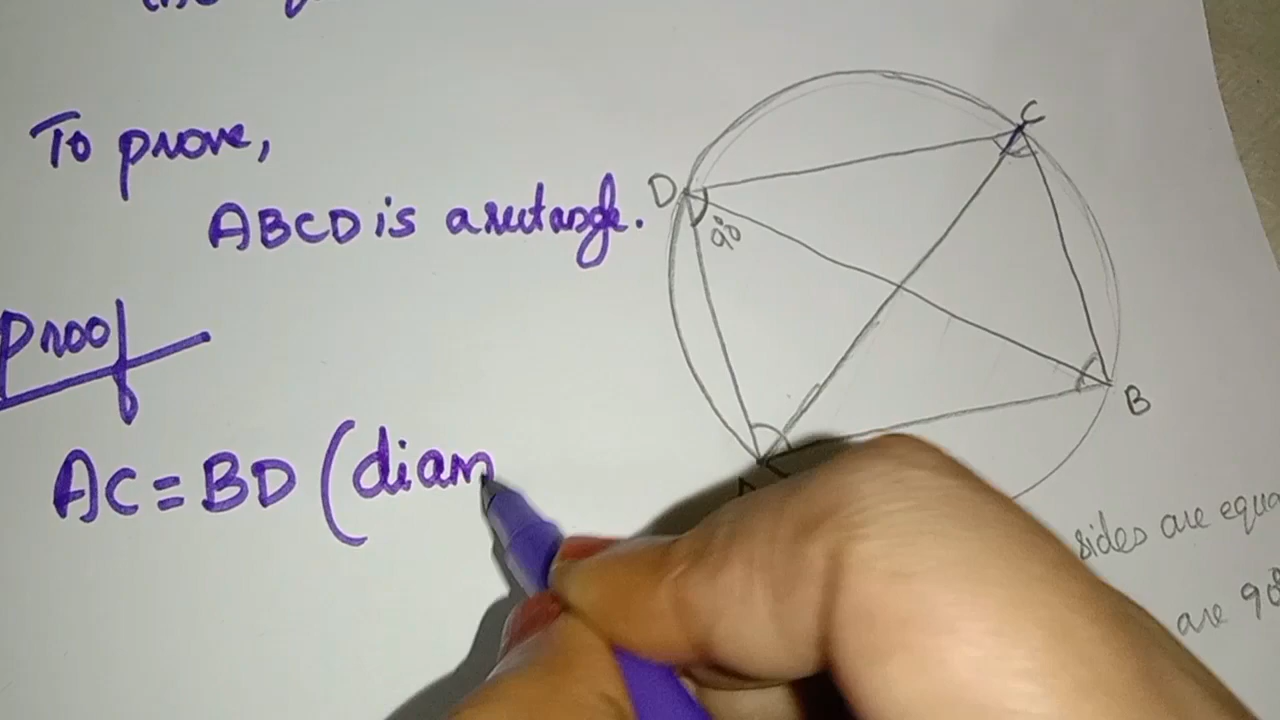 To prove,
ABCD is a rectangle.
Proof
AC = BD (diam
D
C
90°
B
A
sides are equa
are 90°